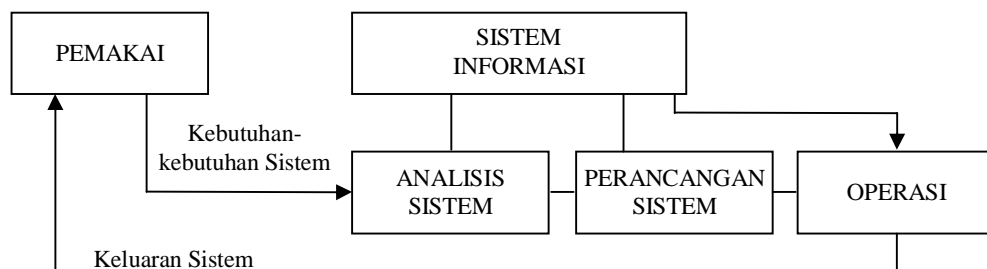 PEMAKAI
SISTEM
INFORMASI
Kebutuhan-
kebutuhan Sistem
ANALISIS
SISTEM
PERANCANGAN
SISTEM
OPERASI
Keluaran Sistem